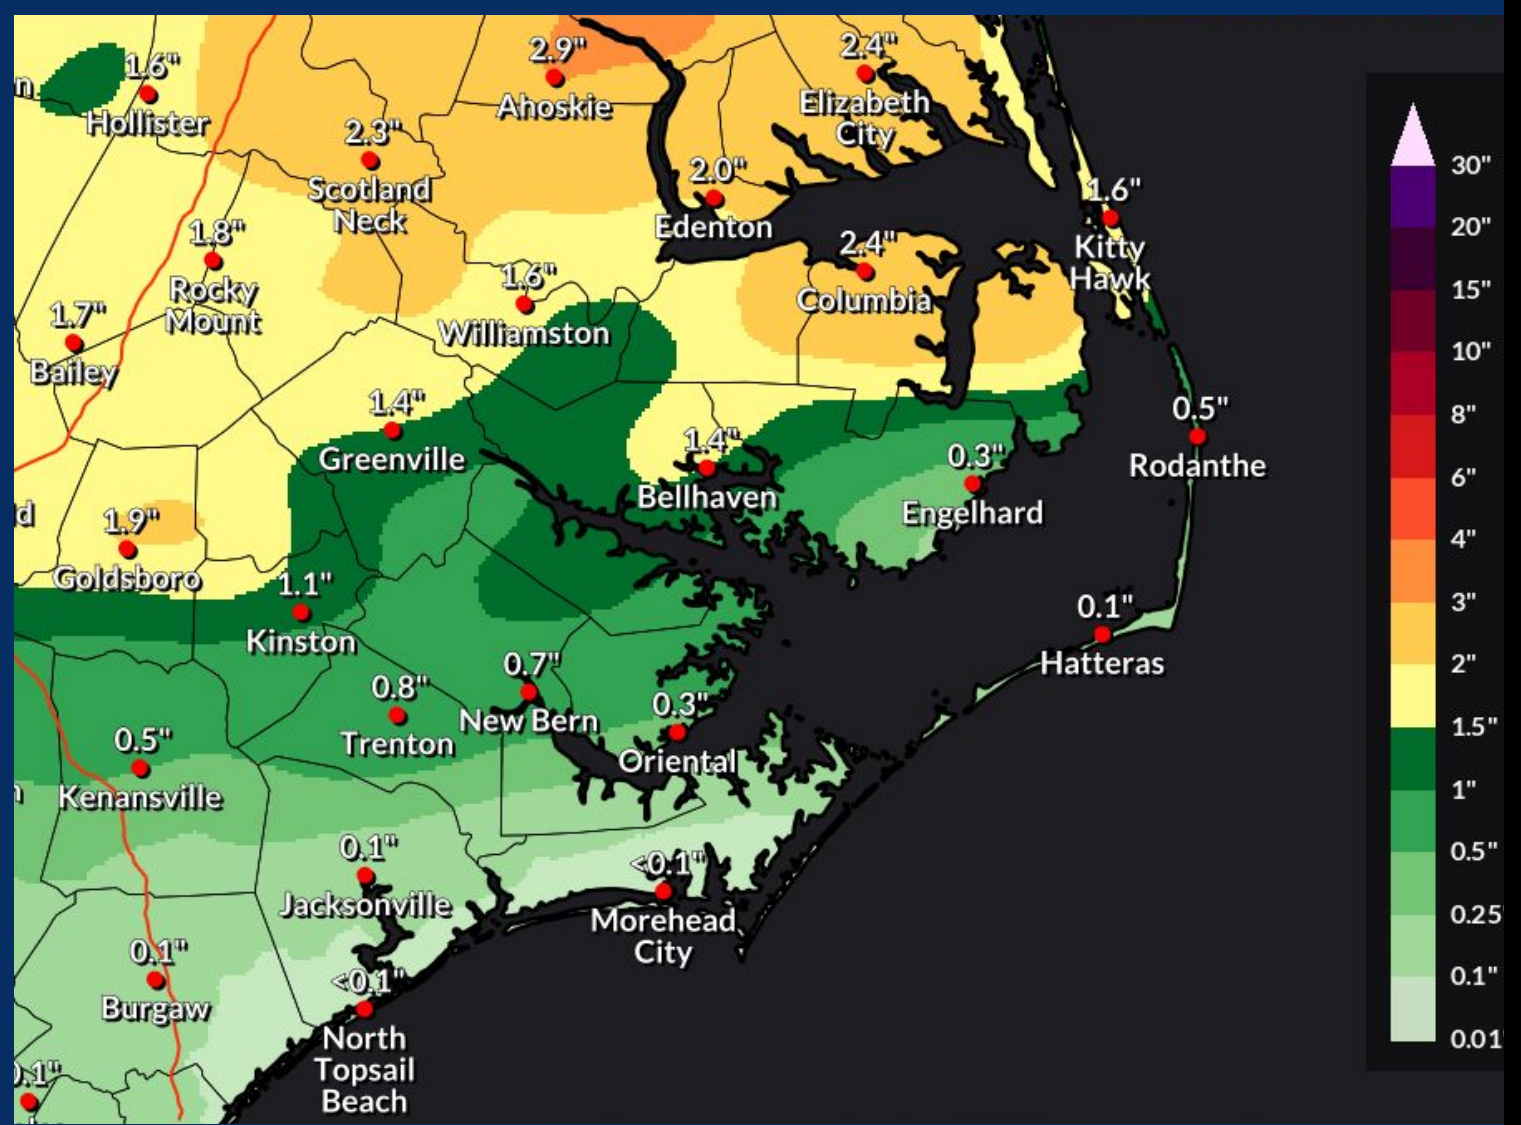 2.9"
Ahoskie
2.4"
Elizabeth
City
1.6"
Hollister
2.3"
Scotland
Neck
2.0"
Edenton
1.6"
Kitty
Hawk
1.8"
Rocky
Mount
2.4"
Columbia
1.6"
Williamston
1.7"
Bailey
1.4"
Greenville
1.4"
Bellhaven
0.3"
Engelhard
0.5"
Rodanthe
1.9"
Goldsboro
1.1"
Kinston
0.1"
Hatteras
0.7"
New Bern
0.8"
Trenton
0.3"
Oriental
0.5"
Kenansville
0.1"
Jacksonville
<0.1"
Morehead
City
0.1"
Burgaw
<0.1"
North
Topsail
Beach
30"
20"
15"
10"
8"
6"
4"
3"
2"
1.5"
1"
0.5"
0.25"
0.1"
0.01